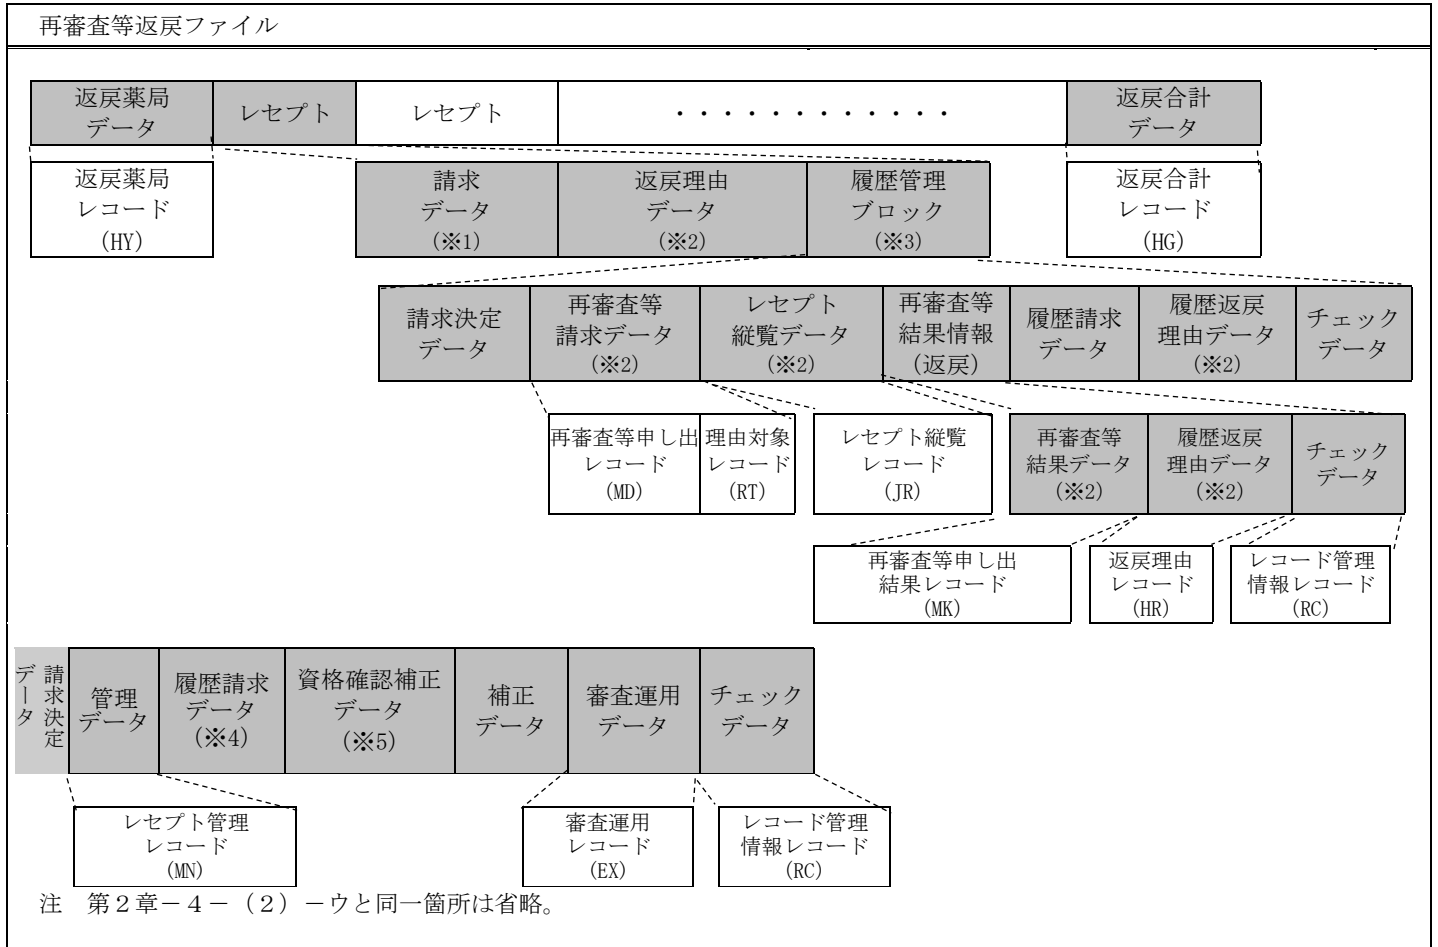 再審査等返戻ファイル
返戻薬局
データ
レセプト
レセプト
・・・・・・・・・・・・
返戻合計
データ
返戻薬局
レコード
(HY)
請求
データ
(※1)
返戻理由
データ
(※2)
履歴管理
ブロック
(※3)
返戻合計
レコード
(HG)
請求決定
データ
再審査等
請求データ
(※2)
レセプト
縦覧データ
(※2)
再審査等
結果情報
(返戻)
履歴請求
データ
履歴返戻
理由データ
(※2)
チェック
データ
再審査等申し出
レコード
(MD)
理由対象
レコード
(RT)
レセプト縦覧
レコード
(JR)
再審査等
結果データ
(※2)
履歴返戻
理由データ
(※2)
チェック
データ
再審査等申し出
結果レコード
(MK)
返戻理由
レコード
(HR)
レコード管理
情報レコード
(RC)
請求決定
データ
管理
データ
履歴請求
データ
(※4)
資格確認補正
データ
(※5)
補正
データ
審査運用
データ
チェック
データ
レセプト管理
レコード
(MN)
審査運用
レコード
(EX)
レコード管理
情報レコード
(RC)
注　第２章－４－（２）－ウと同一箇所は省略。